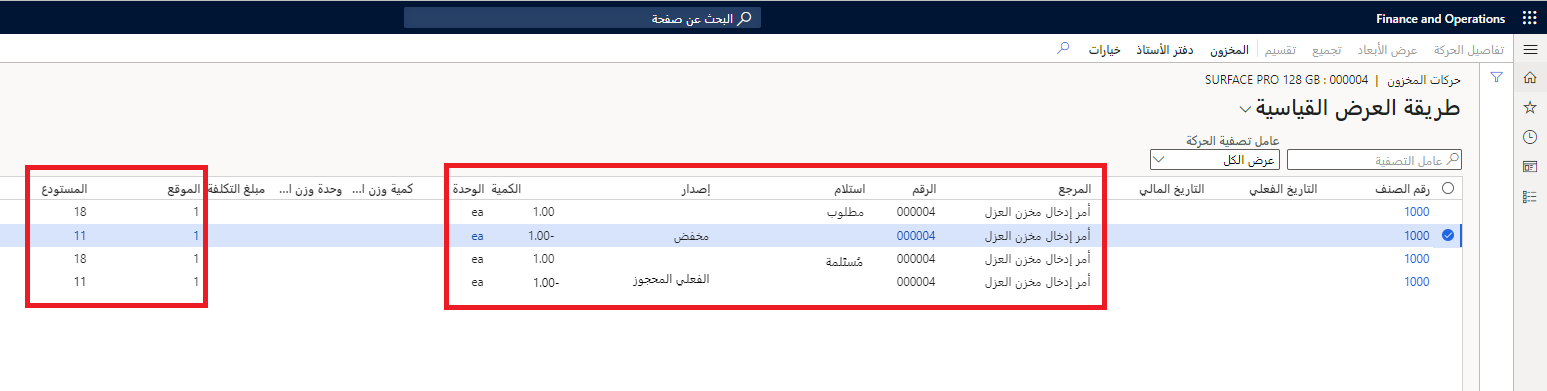 Finance and Operations البحث عن صفحة
تفاصيل الحركة عرض الأبعاد تجميع تقسيم المخزون دفتر الأستاذ خيارات
حركات المخزون | SURFACE PRO 128 GB : 000004
طريقة العرض القياسية
عامل تصفية الحركة
عامل التصفية عرض الكل
رقم الصنف التاريخ الفعلي التاريخ المالي المرجع الرقم استلام إصدار الكمية الوحدة كمية وزن ا... وحدة وزن ا... مبلغ التكلفة الموقع المستودع
1000 أمر إدخال مخزن العزل 000004 مطلوب 1.00 ea 1 18
1000 أمر إدخال مخزن العزل 000004 مخفض -1.00 ea 1 11
1000 أمر إدخال مخزن العزل 000004 مُستلمة 1.00 ea 1 18
1000 أمر إدخال مخزن العزل 000004 الفعلي المحجوز -1.00 ea 1 11